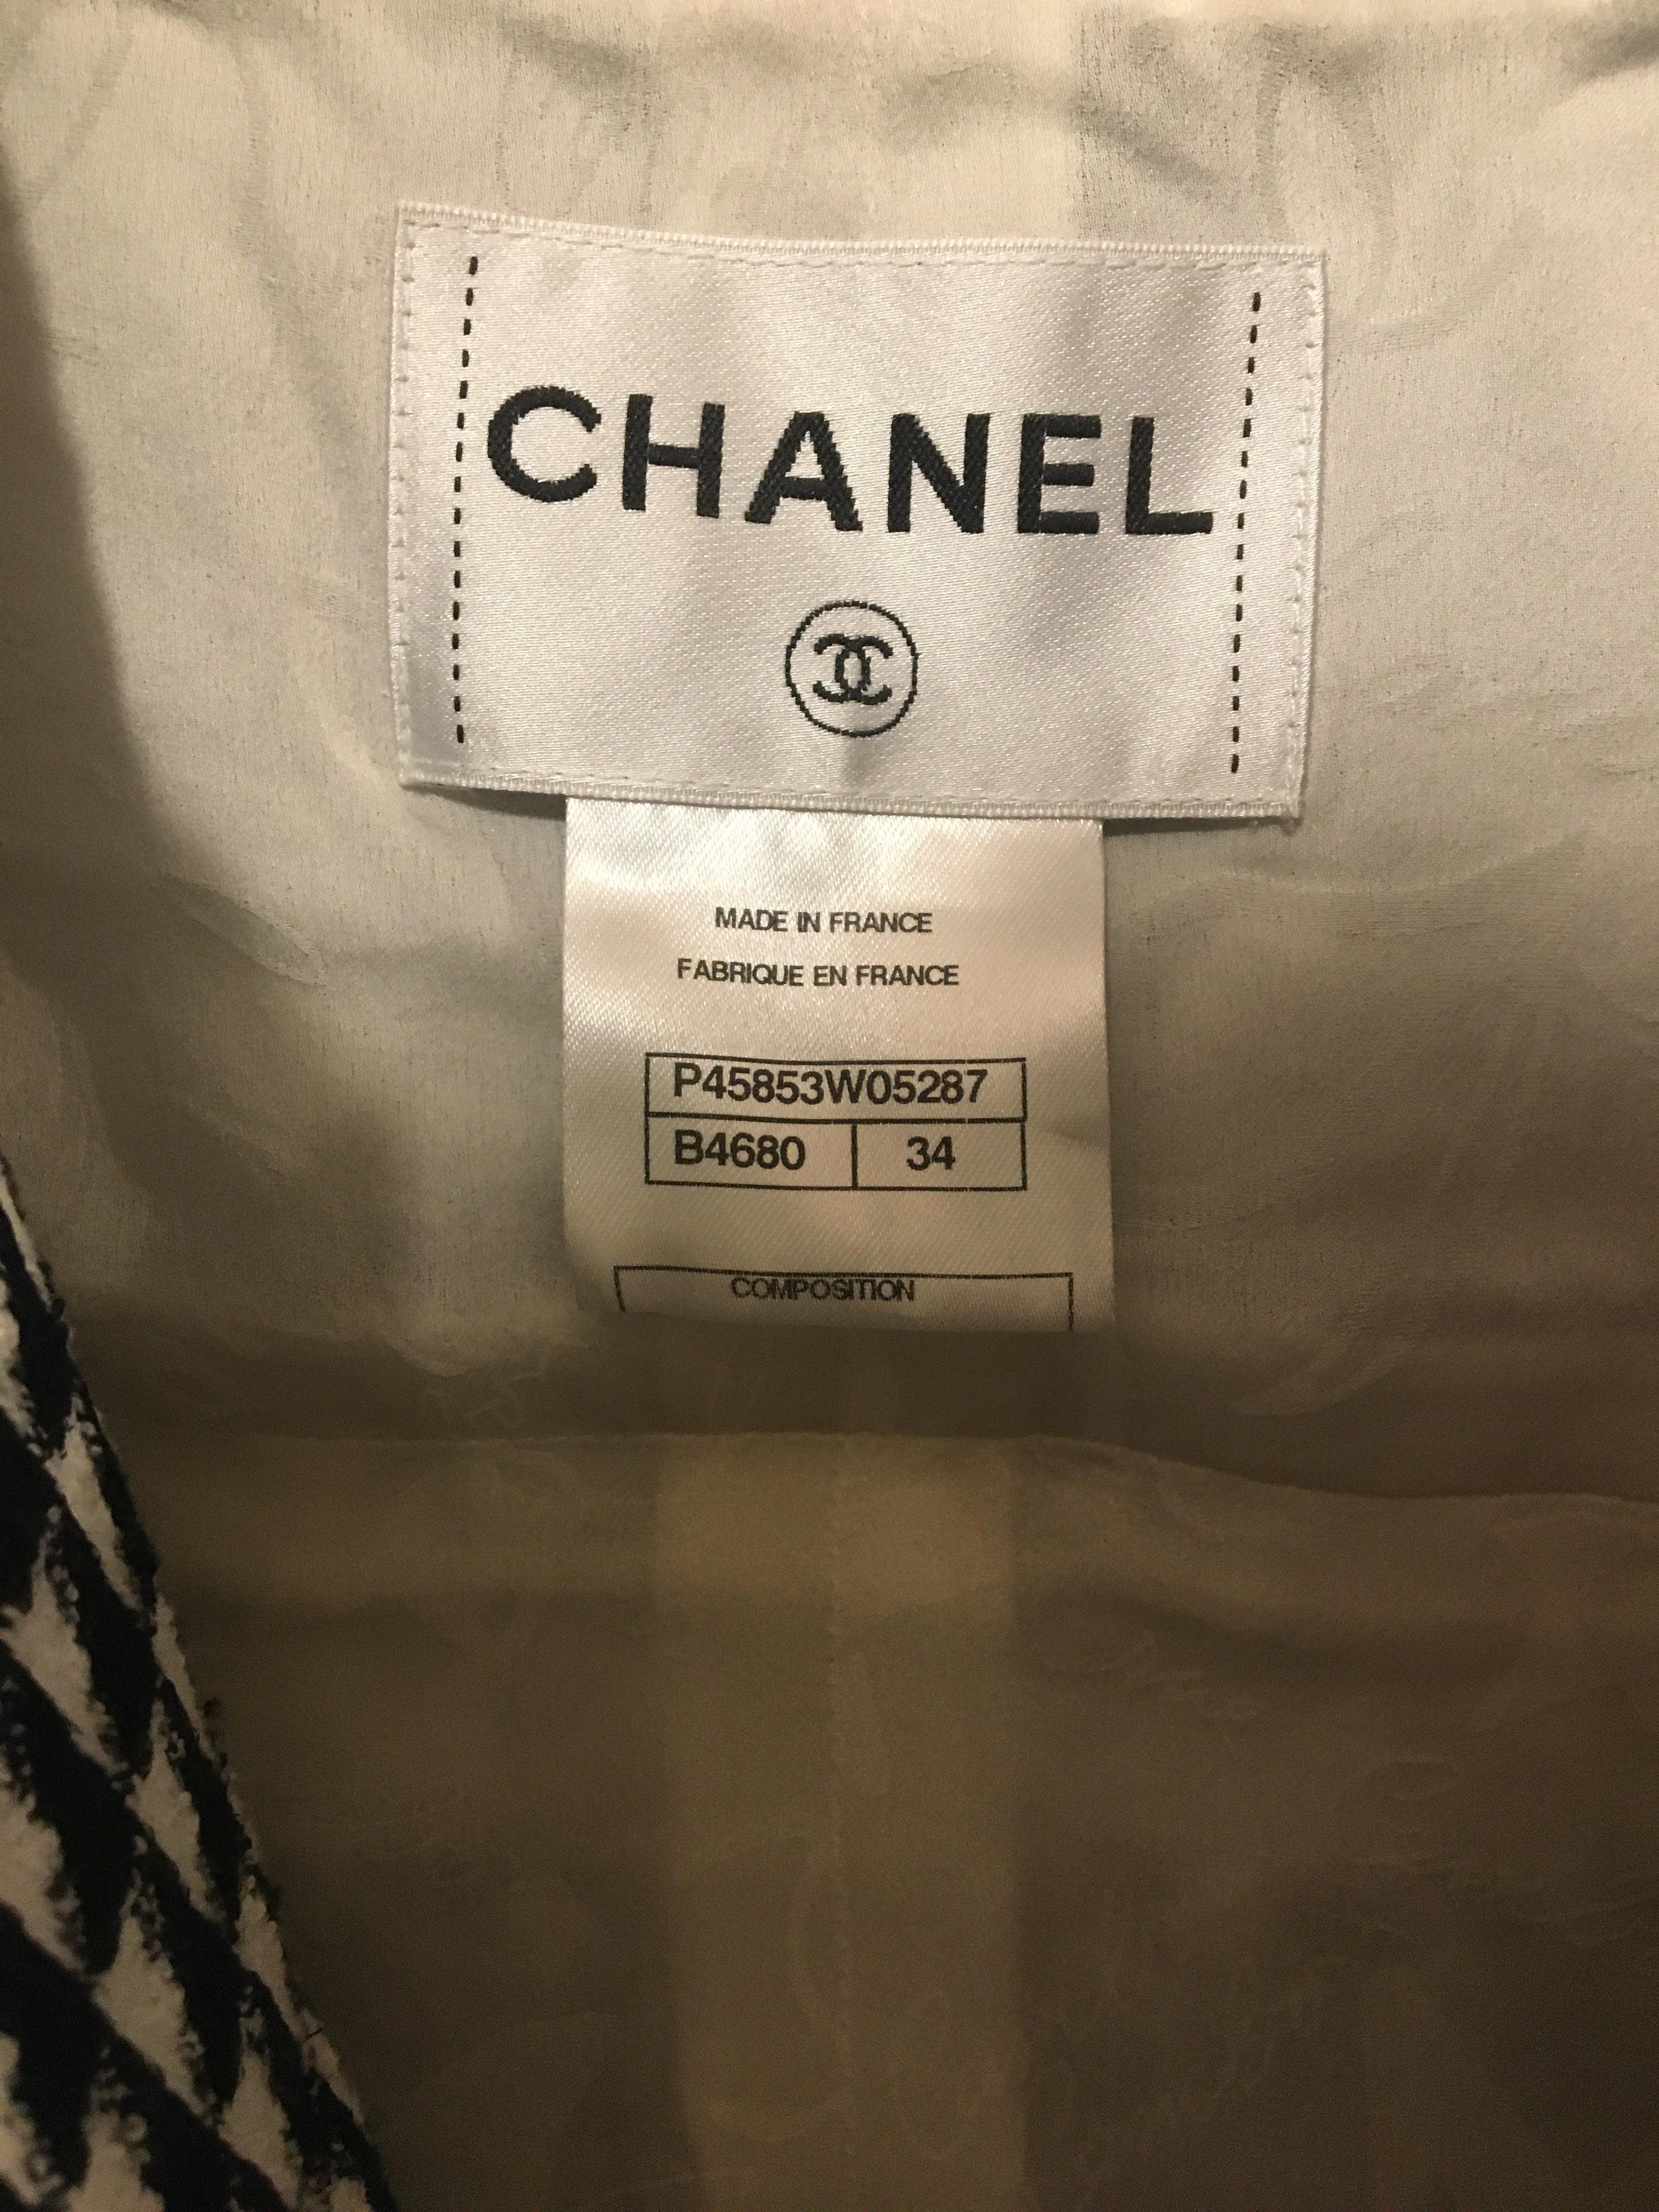 CHANEL
MADE IN FRANCE
FABRIQUE EN FRANCE
P45853W05287
B4680 34
COMPOSITION